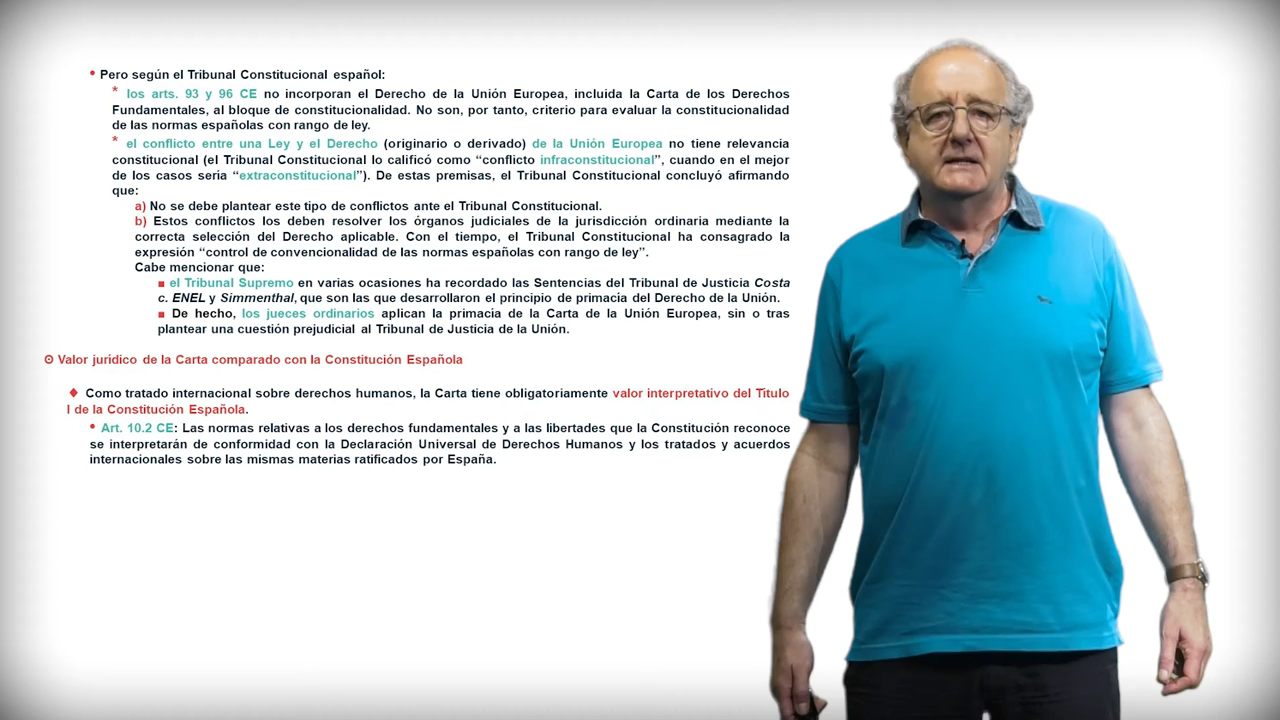 • Pero según el Tribunal Constitucional español:
* los arts. 93 y 96 CE no incorporan el Derecho de la Unión Europea, incluida la Carta de los Derechos
Fundamentales, al bloque de constitucionalidad. No son, por tanto, criterio para evaluar la constitucionalidad
de las normas españolas con rango de ley.
* el conflicto entre una Ley y el Derecho (originario o derivado) de la Unión Europea no tiene relevancia
constitucional (el Tribunal Constitucional lo calificó como “conflicto infraconstitucional”, cuando en el mejor
de los casos sería “extraconstitucional”). De estas premisas, el Tribunal Constitucional concluyó afirmando
que:
a) No se debe plantear este tipo de conflictos ante el Tribunal Constitucional.
b) Estos conflictos los deben resolver los órganos judiciales de la jurisdicción ordinaria mediante la
correcta selección del Derecho aplicable. Con el tiempo, el Tribunal Constitucional ha consagrado la
expresión “control de convencionalidad de las normas españolas con rango de ley”.
Cabe mencionar que:
■ el Tribunal Supremo en varias ocasiones ha recordado las Sentencias del Tribunal de Justicia Costa
c. ENEL y Simmenthal, que son las que desarrollaron el principio de primacia del Derecho de la Unión.
■ De hecho, los jueces ordinarios aplican la primacia de la Carta de la Unión Europea, sin o tras
plantear una cuestión prejudicial al Tribunal de Justicia de la Unión.
⊙ Valor jurídico de la Carta comparado con la Constitución Española
♦ Como tratado internacional sobre derechos humanos, la Carta tiene obligatoriamente valor interpretativo del Título
I de la Constitución Española.
• Art. 10.2 CE: Las normas relativas a los derechos fundamentales y a las libertades que la Constitución reconoce
se interpretarán de conformidad con la Declaración Universal de Derechos Humanos y los tratados y acuerdos
internacionales sobre las mismas materias ratificados por España.